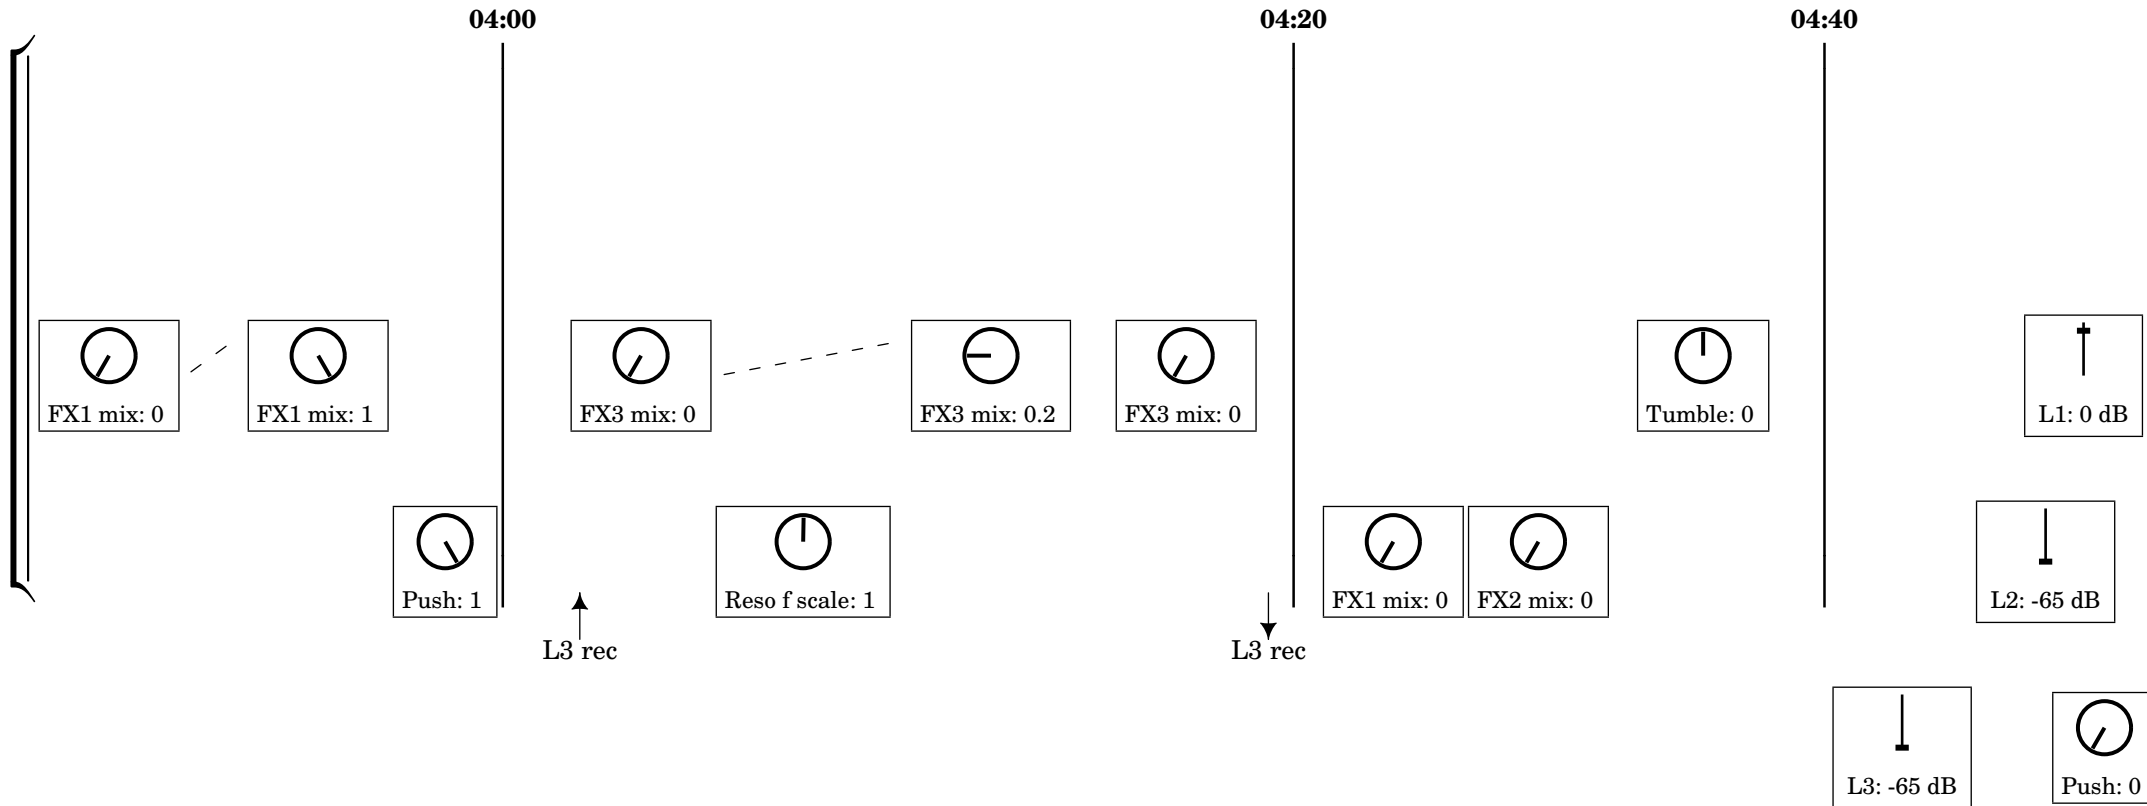 04:00
04:20
04:40
FX1 mix: 0
FX1 mix: 1
FX3 mix: 0
FX3 mix: 0.2
FX3 mix: 0
Tumble: 0
L1: 0 dB
Push: 1
Reso f scale: 1
FX1 mix: 0
FX2 mix: 0
L2: -65 dB
L3 rec
L3 rec
L3: -65 dB
Push: 0